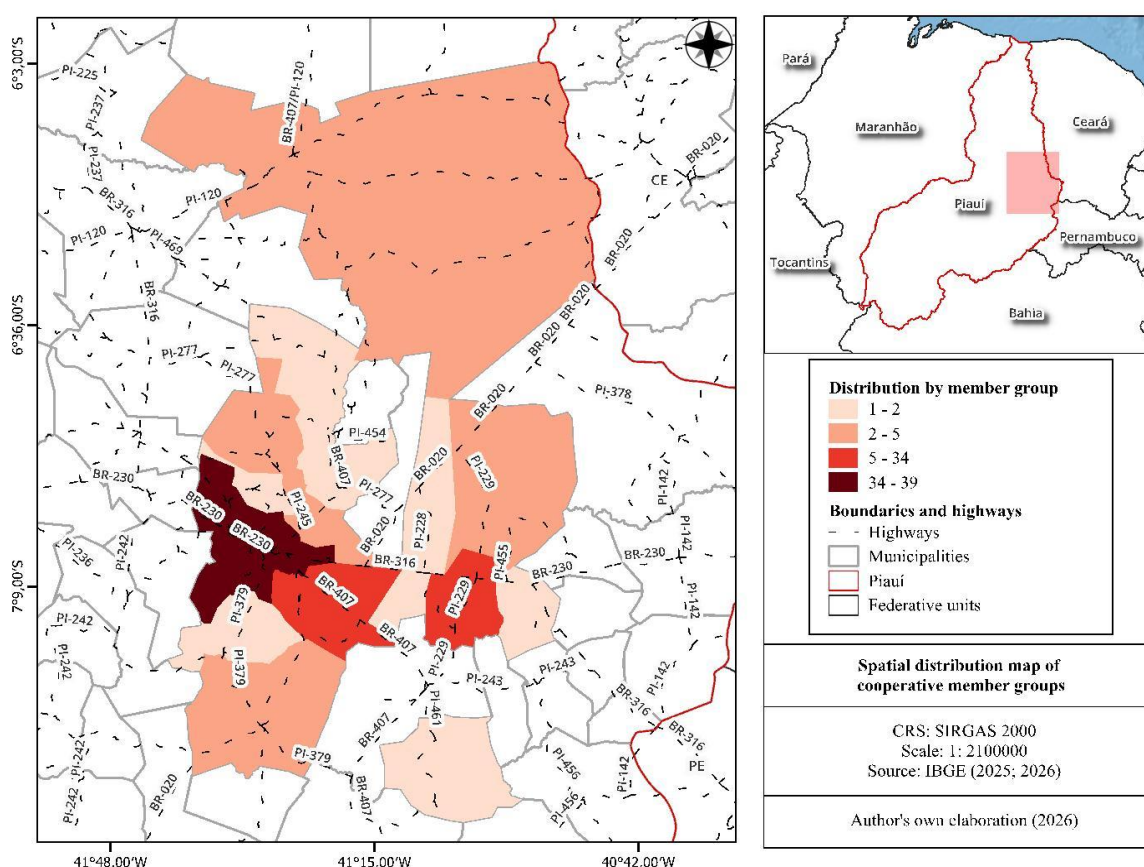 6°3,00'S
6°36,00'S
7°9,00'S
41°48,00'W
41°15,00'W
40°42,00'W
PI-225
PI-237
PI-237
BR-407/PI-120
BR-316
PI-120
PI-120
PI-469
BR-316
CE
BR-020
BR-020
BR-020
BR-020
PI-277
PI-277
BR-020
PI-378
PI-454
BR-407
PI-277
BR-020
PI-229
PI-142
BR-230
BR-230
BR-230
PI-245
BR-020
PI-228
BR-316
PI-455
BR-230
PI-142
PI-236
PI-242
BR-407
PI-229
PI-379
PI-142
PI-242
PI-242
BR-407
PI-229
PI-243
PI-243
PI-142
PI-379
PI-461
BR-316
BR-316
PE
BR-407
PI-379
PI-242
PI-242
BR-020
BR-407
PI-456
PI-456
PI-142
Pará
Maranhão
Ceará
Piauí
Pernambuco
Tocantins
Bahia
Distribution by member group
1 - 2
2 - 5
5 - 34
34 - 39
Boundaries and highways
Highways
Municipalities
Piauí
Federative units
Spatial distribution map of
cooperative member groups
CRS: SIRGAS 2000
Scale: 1: 2100000
Source: IBGE (2025; 2026)
Author's own elaboration (2026)